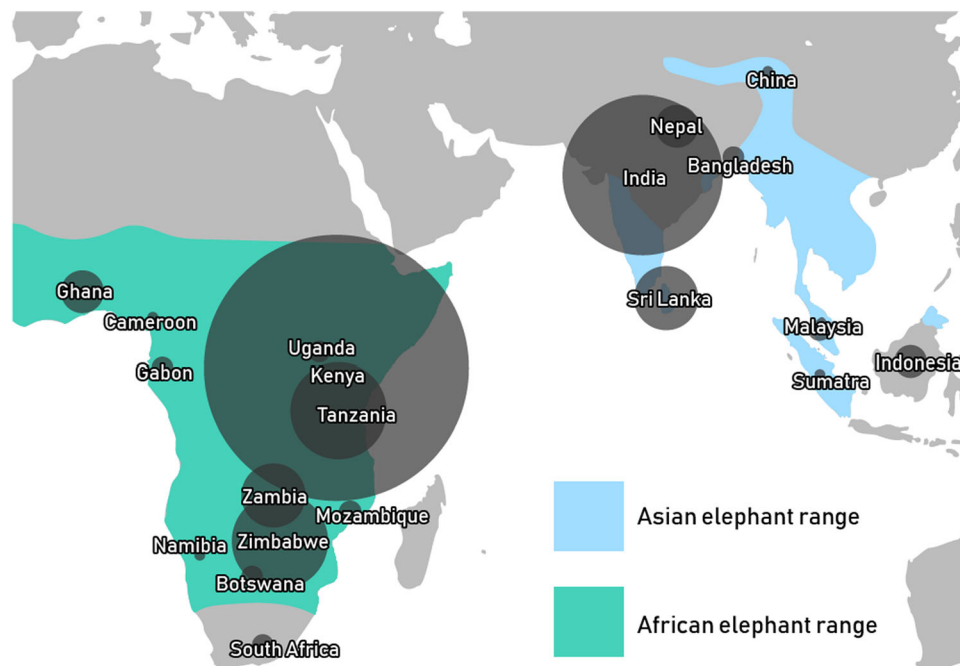 China
Nepal
Bangladesh
India
Ghana
Sri Lanka
Cameroon
Malaysia
Uganda
Gabon
Kenya
Indonesia
Sumatra
Tanzania
Zambia
Mozambique
Asian elephant range
Namibia
Zimbabwe
Botswana
African elephant range
South Africa